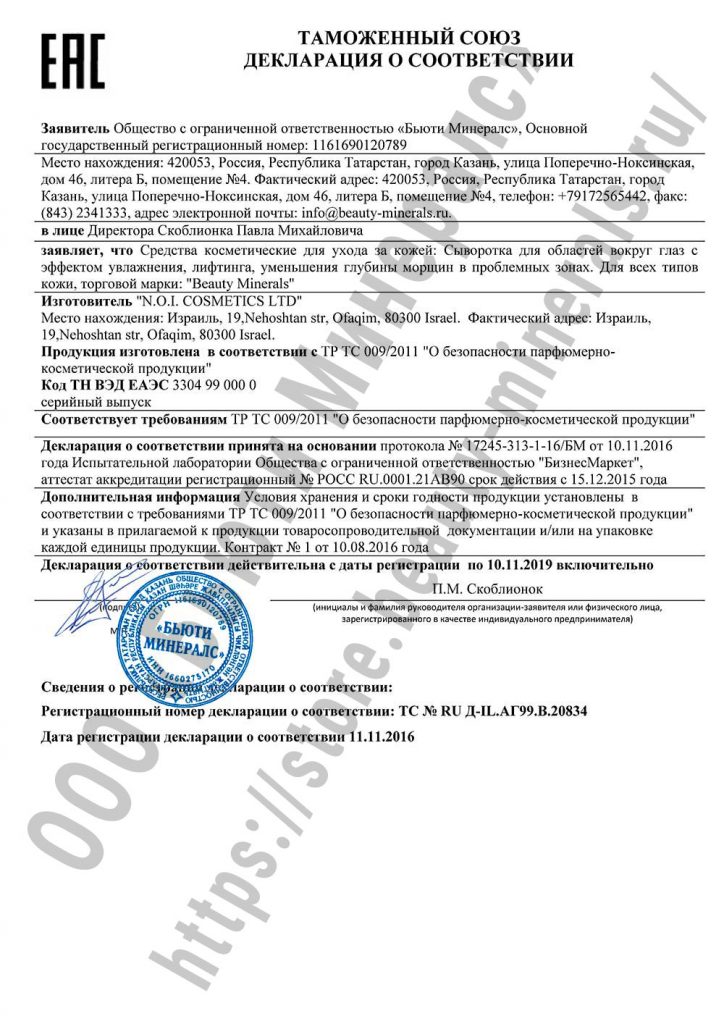 ЕАС
ТАМОЖЕННЫЙ СОЮЗ
ДЕКЛАРАЦИЯ О СООТВЕТСТВИИ
Заявитель Общество с ограниченной ответственностью «Бьюти Минералс», Основной
государственный регистрационный номер: 1161690120789
Место нахождения: 420053, Россия, Республика Татарстан, город Казань, улица Поперечно-Ноксинская,
дом 46, литера Б, помещение №4. Фактический адрес: 420053, Россия, Республика Татарстан, город
Казань, улица Поперечно-Ноксинская, дом 46, литера Б, помещение №4, телефон: +79172565442, факс:
(843) 2341333, адрес электронной почты: info@beauty-minerals.ru.
в лице Директора Скоблионка Павла Михайловича
заявляет, что Средства косметические для ухода за кожей: Сыворотка для областей вокруг глаз с
эффектом увлажнения, лифтинга, уменьшения глубины морщин в проблемных зонах. Для всех типов
кожи, торговой марки: "Beauty Minerals"
Изготовитель "N.O.I. COSMETICS LTD"
Место нахождения: Израиль, 19,Nehoshtan str, Ofaqim, 80300 Israel. Фактический адрес: Израиль,
19,Nehoshtan str, Ofaqim, 80300 Israel.
Продукция изготовлена в соответствии с ТР ТС 009/2011 "О безопасности парфюмерно-
косметической продукции"
Код ТН ВЭД ЕАЭС 3304 99 000 0
серийный выпуск
Соответствует требованиям ТР ТС 009/2011 "О безопасности парфюмерно-косметической продукции"
Декларация о соответствии принята на основании протокола № 17245-313-1-16/БМ от 10.11.2016
года Испытательной лаборатории Общества с ограниченной ответственностью "БизнесМаркет",
аттестат аккредитации регистрационный № РОСС RU.0001.21АВ90 срок действия с 15.12.2015 года
Дополнительная информация Условия хранения и сроки годности продукции установлены в
соответствии с требованиями ТР ТС 009/2011 "О безопасности парфюмерно-косметической продукции"
и указаны в прилагаемой к продукции товаросопроводительной документации и/или на упаковке
каждой единицы продукции. Контракт № 1 от 10.08.2016 года
Декларация о соответствии действительна с даты регистрации по 10.11.2019 включительно
П.М. Скоблионок
(инициалы и фамилия руководителя организации-заявителя или физического лица,
зарегистрированного в качестве индивидуального предпринимателя)
ОГРН 1161690120789
«БЬЮТИ
МИНЕРАЛС»
ИНН 1660275170
Сведения о регистрации декларации о соответствии:
Регистрационный номер декларации о соответствии: ТС № RU Д-IL.АГ99.В.20834
Дата регистрации декларации о соответствии 11.11.2016
ООО «Бьюти Минералс»
https://store.beauty-minerals.ru/